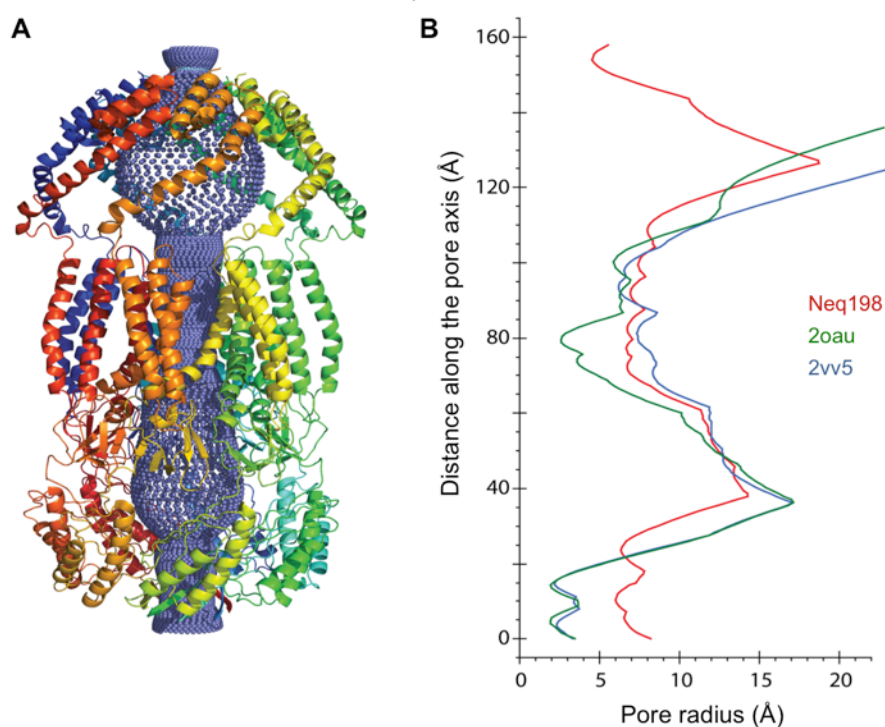 A
B
160
120
80
40
0
Distance along the pore axis (Å)
Neq198
2oau
2vv5
0
5
10
15
20
Pore radius (Å)